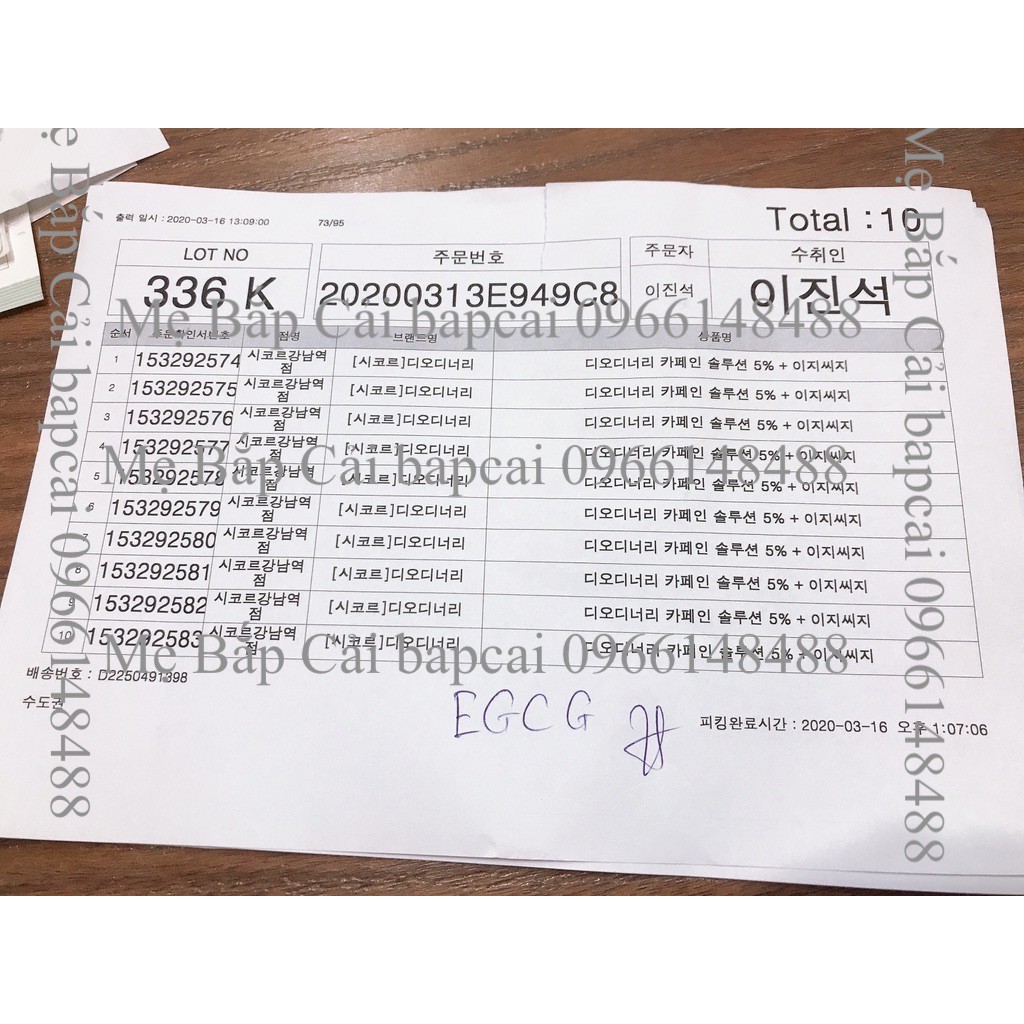 출력 일시 : 2020-03-16 13:09:00 73/95 Total : 10
LOT NO 주문번호 주문자 수취인
336 K 20200313E949C8 이진석 이진석
Mẹ Bắp Cải bapcai 0966148488
순서 주문확인서번호 점명 브랜드명 상품명
1 153292574 시코르강남역점 [시코르]디오디너리 디오디너리 카페인 솔루션 5% + 이지씨지
2 153292575 시코르강남역점 [시코르]디오디너리 디오디너리 카페인 솔루션 5% + 이지씨지
3 153292576 시코르강남역점 [시코르]디오디너리 디오디너리 카페인 솔루션 5% + 이지씨지
4 153292577 시코르강남역점 [시코르]디오디너리 디오디너리 카페인 솔루션 5% + 이지씨지
Mẹ Bắp Cải bapcai 0966148488
5 153292578 시코르강남역점 [시코르]디오디너리 디오디너리 카페인 솔루션 5% + 이지씨지
6 153292579 시코르강남역점 [시코르]디오디너리 디오디너리 카페인 솔루션 5% + 이지씨지
7 153292580 시코르강남역점 [시코르]디오디너리 디오디너리 카페인 솔루션 5% + 이지씨지
8 153292581 시코르강남역점 [시코르]디오디너리 디오디너리 카페인 솔루션 5% + 이지씨지
9 153292582 시코르강남역점 [시코르]디오디너리 디오디너리 카페인 솔루션 5% + 이지씨지
10 153292583 시코르강남역점 [시코르]디오디너리 디오디너리 카페인 솔루션 5% + 이지씨지
Mẹ Bắp Cải bapcai 0966148488
배송번호 : D2250491398
수도권
EGCG
피킹완료시간 : 2020-03-16 오후 1:07:06
Mẹ Bắp Cải bapcai 0966148488
Mẹ Bắp Cải bapcai 0966148488